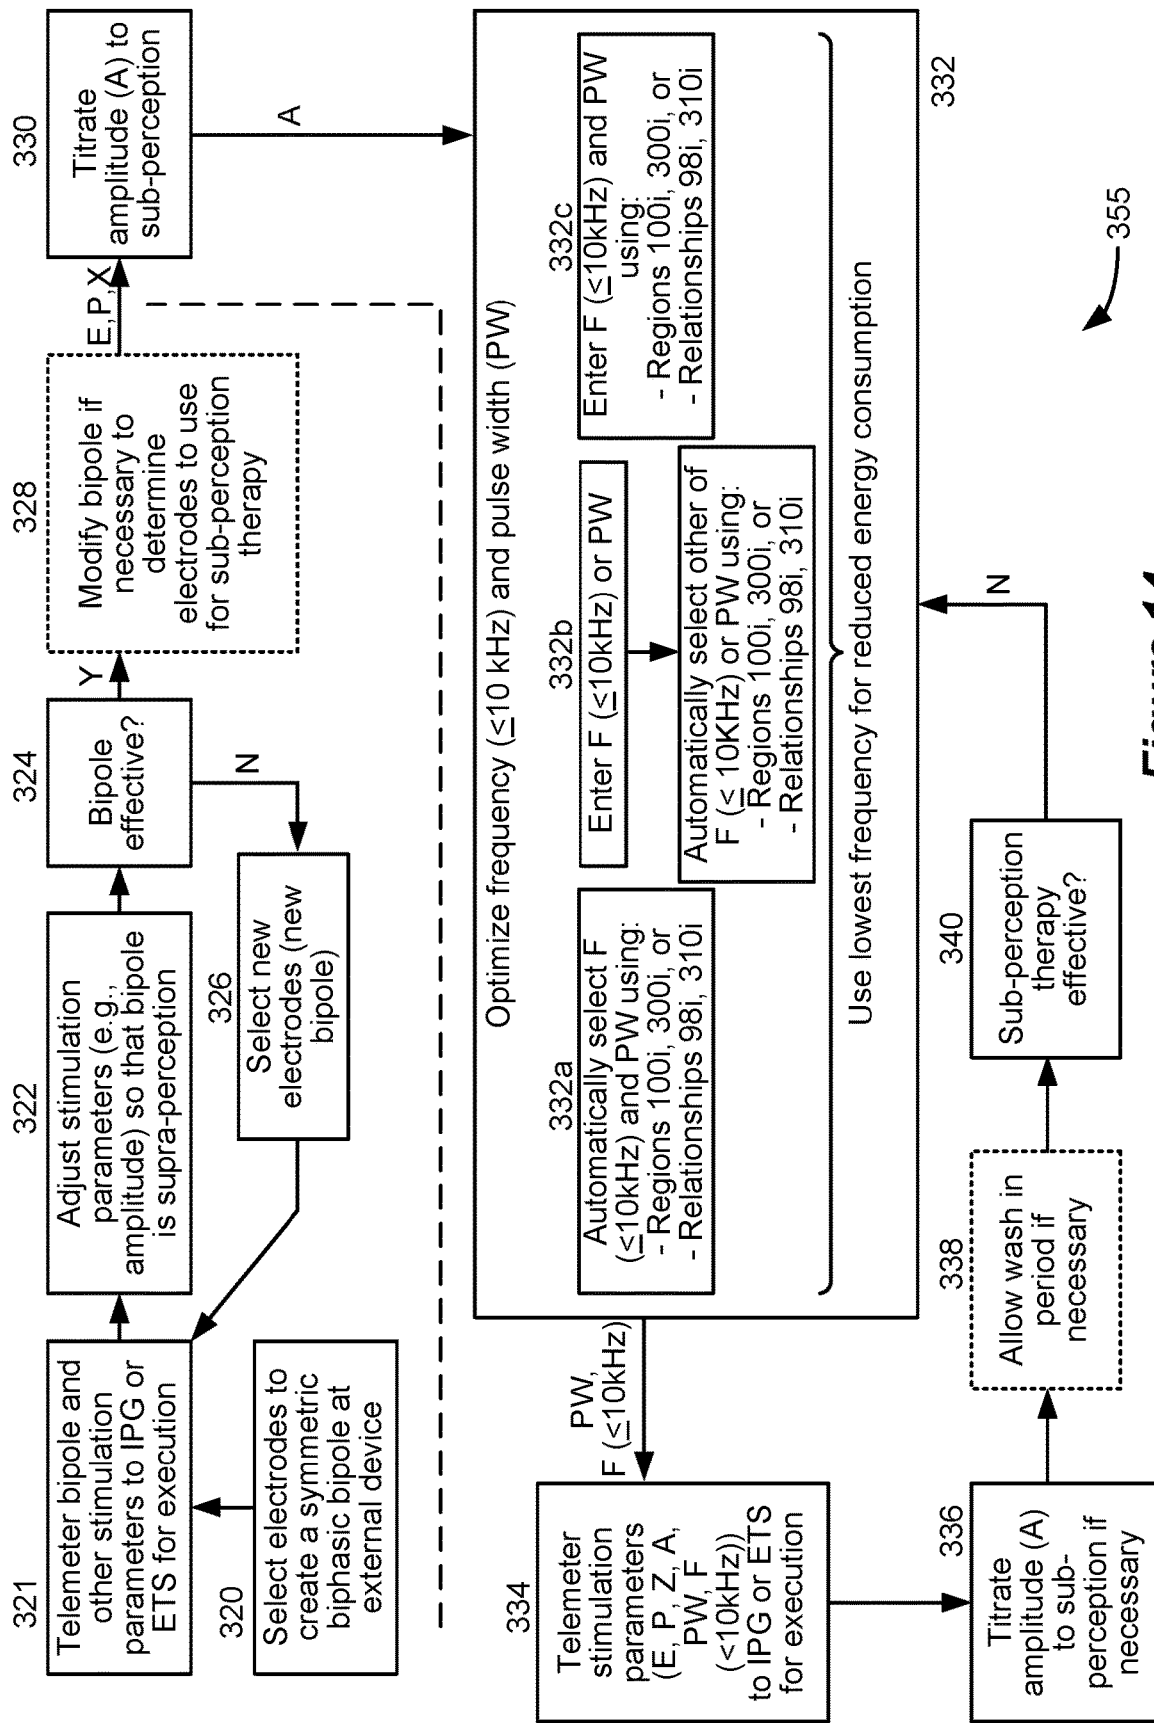 321
Telemeter bipole and
other stimulation
parameters to IPG or
ETS for execution
320
Select electrodes to
create a symmetric
biphasic bipole at
external device
322
Adjust stimulation
parameters (e.g.,
amplitude) so that bipole
is supra-perception
324
Bipole
effective?
Y
N
326
Select new
electrodes (new
bipole)
328
Modify bipole if
necessary to
determine
electrodes to use
for sub-perception
therapy
E,P,X
330
Titrate
amplitude (A) to
sub-perception
A
Optimize frequency (≤10 kHz) and pulse width (PW)
332a
Automatically select F
(≤10kHz) and PW using:
- Regions 100i, 300i, or
- Relationships 98i, 310i
332b
Enter F (≤10kHz) or PW
Automatically select other of
F (≤ 10KHz) or PW using:
- Regions 100i, 300i, or
- Relationships 98i, 310i
332c
Enter F (≤10kHz) and PW
using:
- Regions 100i, 300i, or
- Relationships 98i, 310i
Use lowest frequency for reduced energy consumption
332
PW,
F (≤10kHz)
334
Telemeter
stimulation
parameters
(E, P, Z, A,
PW, F
(<10kHz))
to IPG or ETS
for execution
336
Titrate
amplitude (A)
to sub-
perception if
necessary
338
Allow wash in
period if
necessary
340
Sub-perception
therapy
effective?
N
355
Figure